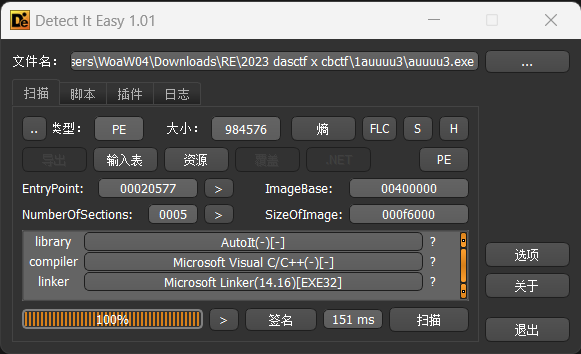 Detect It Easy 1.01
文件名： sers\WoaW04\Downloads\RE\2023 dasctf x cbctf\1auuuu3\auuuu3.exe ...
扫描 脚本 插件 日志
.. 类型： PE 大小： 984576 熵 FLC S H
导出 输入表 资源 覆盖 .NET PE
EntryPoint: 00020577 > ImageBase: 00400000
NumberOfSections: 0005 > SizeOfImage: 000f6000
library AutoIt(-)[-] ?
compiler Microsoft Visual C/C++(-)[-] ?
linker Microsoft Linker(14.16)[EXE32] ?
选项
关于
100% > 签名 151 ms 扫描
退出